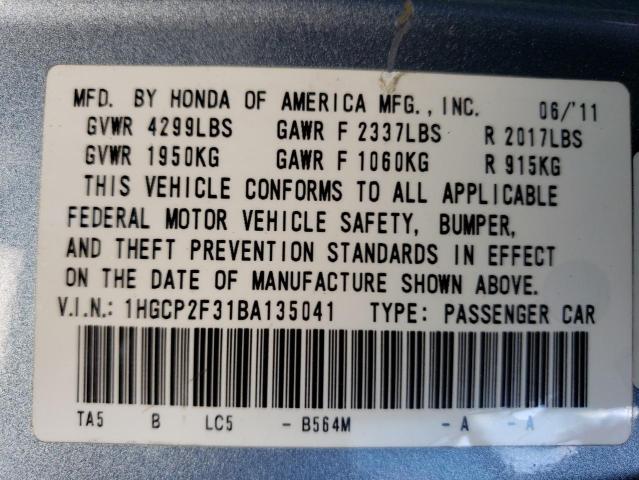 MFD. BY HONDA OF AMERICA MFG., INC. 06/'11
GVWR 4299LBS GAWR F 2337LBS R 2017LBS
GVWR 1950KG GAWR F 1060KG R 915KG
THIS VEHICLE CONFORMS TO ALL APPLICABLE
FEDERAL MOTOR VEHICLE SAFETY, BUMPER,
AND THEFT PREVENTION STANDARDS IN EFFECT
ON THE DATE OF MANUFACTURE SHOWN ABOVE.
V.I.N.: 1HGCP2F31BA135041 TYPE: PASSENGER CAR
TA5 B LC5 - B564M - A - A